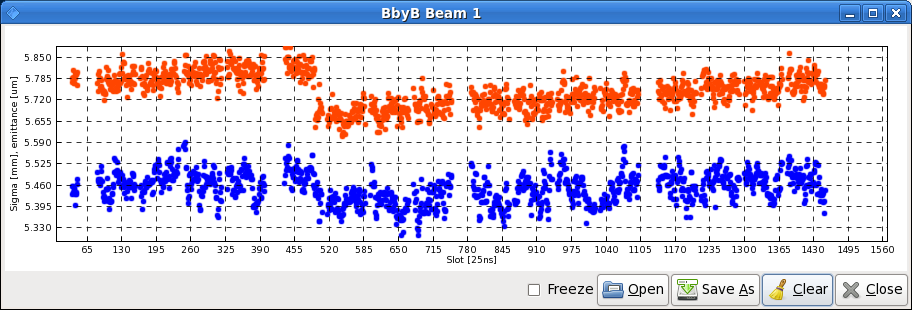 BbyB Beam 1
Sigma [mm], emittance [um]
5.850
5.785
5.720
5.655
5.590
5.525
5.460
5.395
5.330
65 130 195 260 325 390 455 520 585 650 715 780 845 910 975 1040 1105 1170 1235 1300 1365 1430 1495 1560
Slot [25ns]
Freeze Open Save As Clear Close